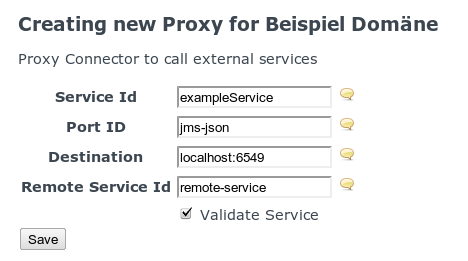 Creating new Proxy for Beispiel Domäne
Proxy Connector to call external services
Service Id exampleService
Port ID jms-json
Destination localhost:6549
Remote Service Id remote-service
Validate Service
Save